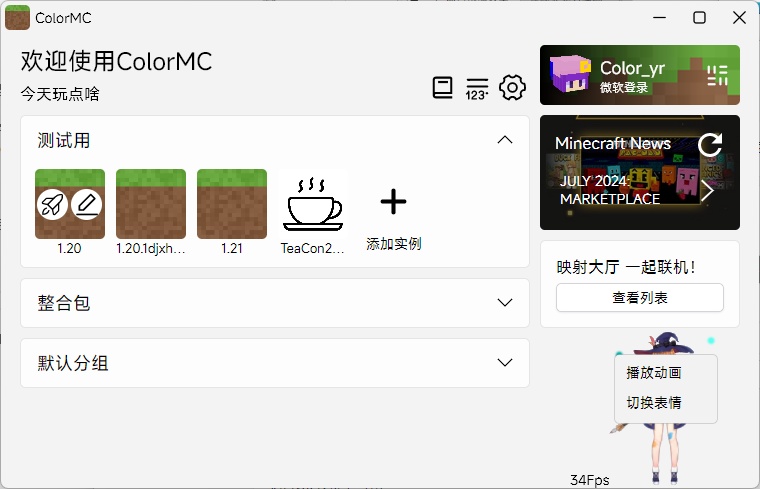 ColorMC
欢迎使用ColorMC
今天玩点啥
123
测试用
1.20
1.20.1djxh...
1.21
TeaCon2...
添加实例
整合包
默认分组
Color_yr
微软登录
Minecraft News
JULY 2024:
MARKETPLACE
映射大厅 一起联机！
查看列表
播放动画
切换表情
34Fps